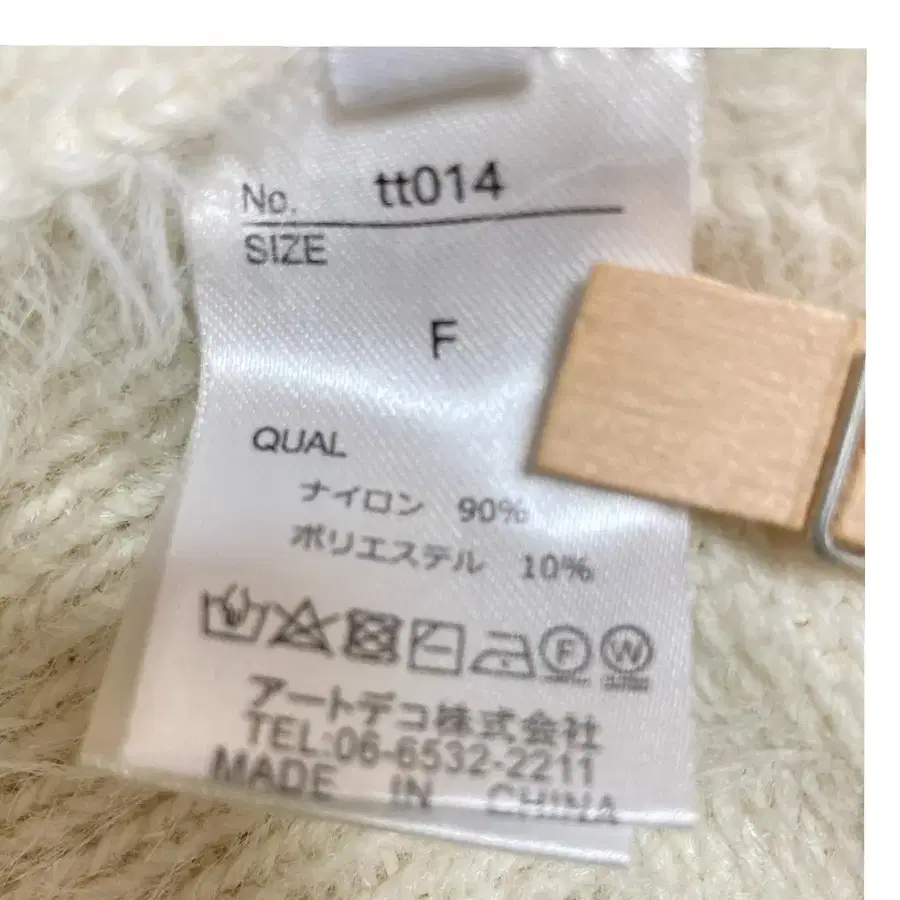 No. tt014
SIZE
F
QUAL
ナイロン 90%
ポリエステル 10%
F W
アートデコ株式会社
TEL:06-6532-2211
MADE IN CHINA